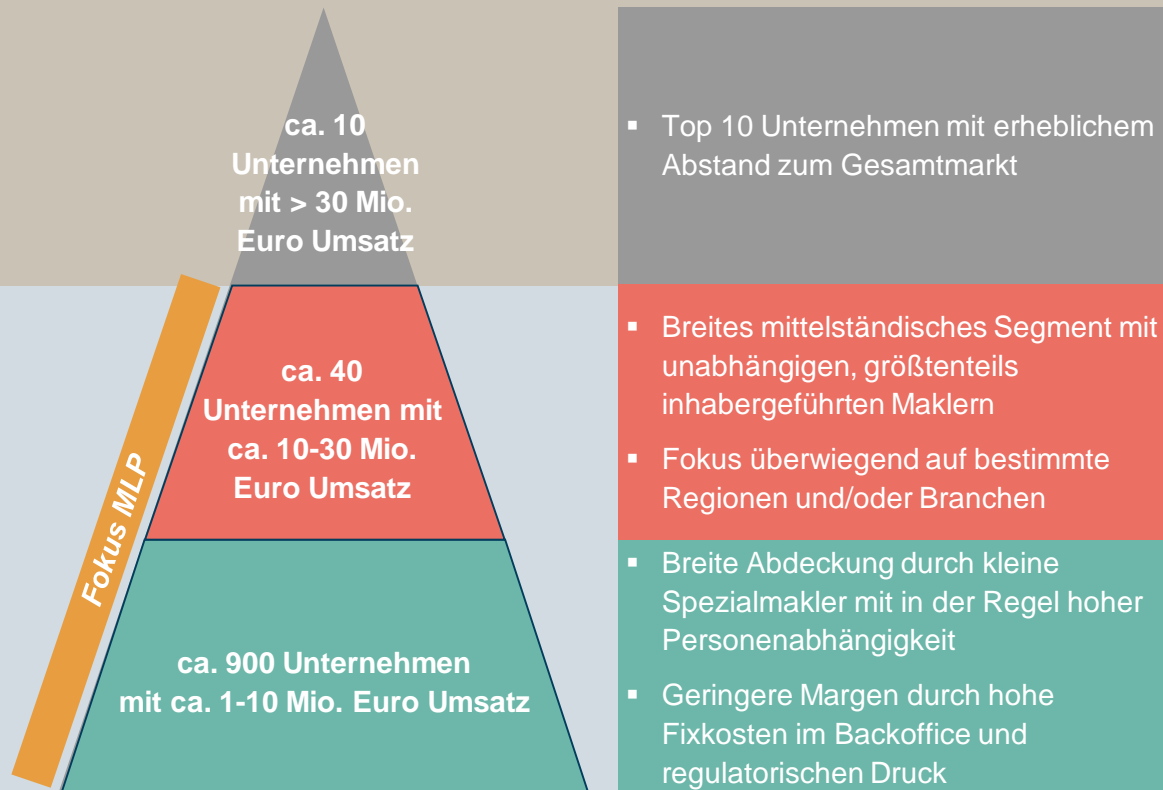 ca. 10
Unternehmen
mit > 30 Mio.
Euro Umsatz
▪ Top 10 Unternehmen mit erheblichem
Abstand zum Gesamtmarkt
Fokus MLP
ca. 40
Unternehmen mit
ca. 10-30 Mio.
Euro Umsatz
▪ Breites mittelständisches Segment mit
unabhängigen, größtenteils
inhabergeführten Maklern
▪ Fokus überwiegend auf bestimmte
Regionen und/oder Branchen
ca. 900 Unternehmen
mit ca. 1-10 Mio. Euro Umsatz
▪ Breite Abdeckung durch kleine
Spezialmakler mit in der Regel hoher
Personenabhängigkeit
▪ Geringere Margen durch hohe
Fixkosten im Backoffice und
regulatorischen Druck